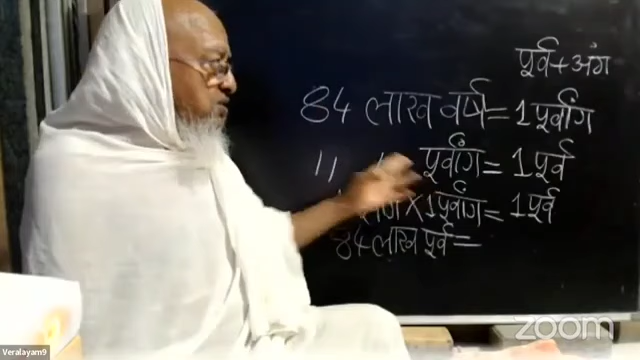 पूर्व+अंग
84 लाख वर्ष = 1 पूर्वांग
11 पूर्वांग = 1 पूर्व
×1 पूर्वांग = 1 पूर्व
84 लाख पूर्व =
zoom
Veralayam9